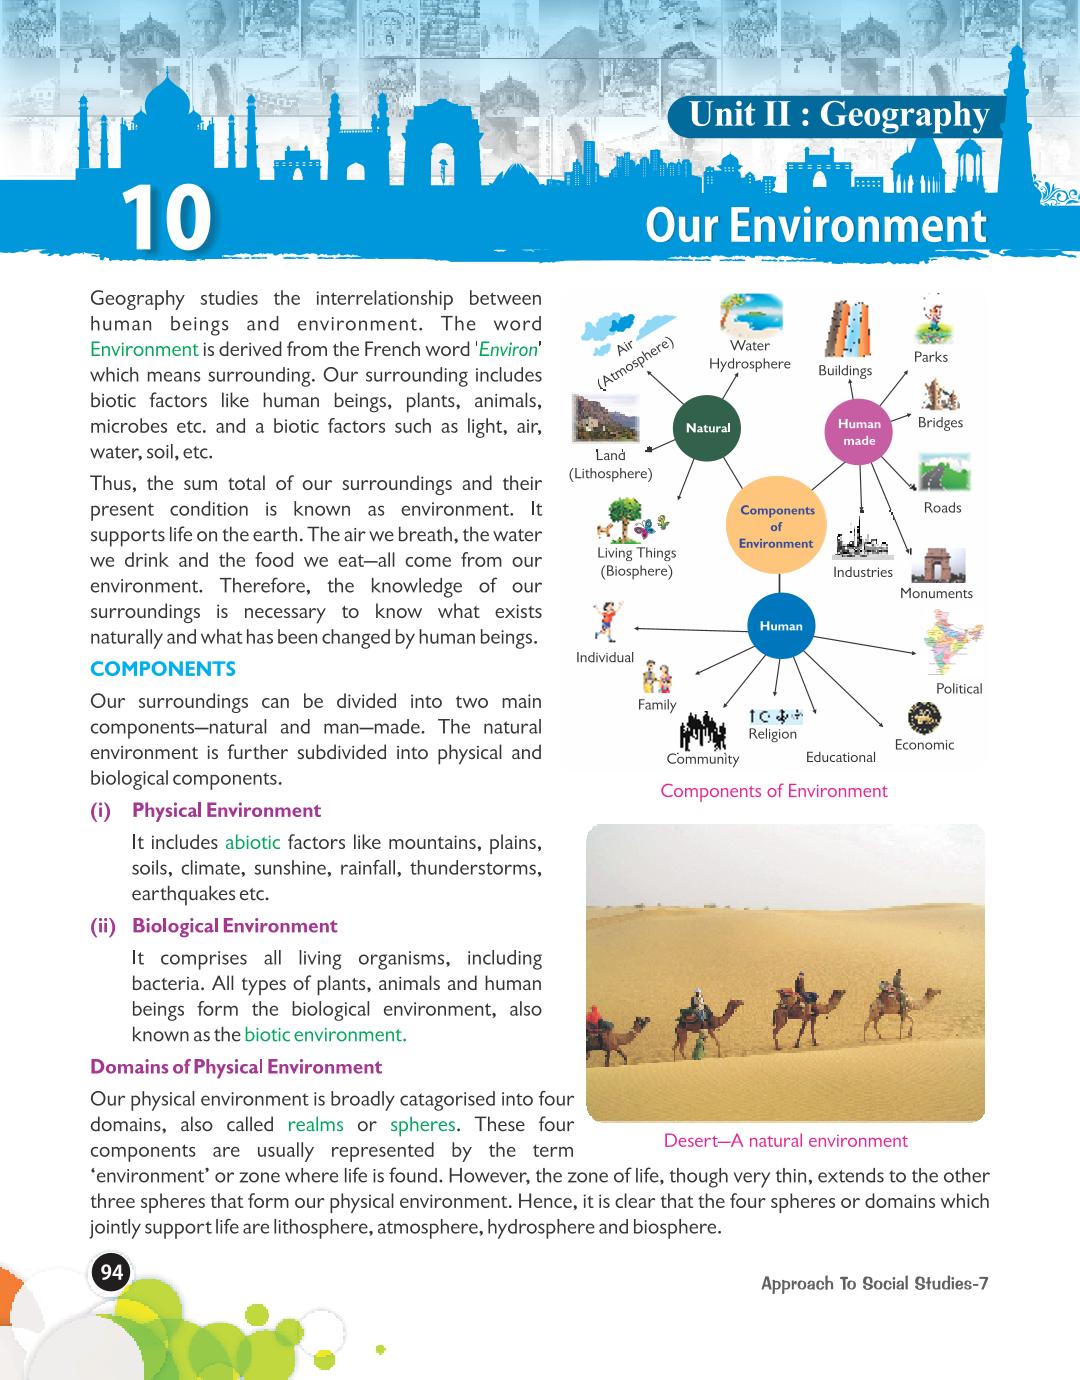 Unit II : Geography
10
Our Environment
Geography studies the interrelationship between
human beings and environment. The word
Environment is derived from the French word 'Environ'
which means surrounding. Our surrounding includes
biotic factors like human beings, plants, animals,
microbes etc. and a biotic factors such as light, air,
water, soil, etc.
Thus, the sum total of our surroundings and their
present condition is known as environment. It
supports life on the earth. The air we breath, the water
we drink and the food we eat—all come from our
environment. Therefore, the knowledge of our
surroundings is necessary to know what exists
naturally and what has been changed by human beings.
COMPONENTS
Our surroundings can be divided into two main
components—natural and man—made. The natural
environment is further subdivided into physical and
biological components.
(i) Physical Environment
It includes abiotic factors like mountains, plains,
soils, climate, sunshine, rainfall, thunderstorms,
earthquakes etc.
(ii) Biological Environment
It comprises all living organisms, including
bacteria. All types of plants, animals and human
beings form the biological environment, also
known as the biotic environment.
Domains of Physical Environment
Our physical environment is broadly catagorised into four
domains, also called realms or spheres. These four
components are usually represented by the term
‘environment’ or zone where life is found. However, the zone of life, though very thin, extends to the other
three spheres that form our physical environment. Hence, it is clear that the four spheres or domains which
jointly support life are lithosphere, atmosphere, hydrosphere and biosphere.
Air
(Atmosphere)
Water
Hydrosphere
Buildings
Parks
Natural
Human
made
Bridges
Land
(Lithosphere)
Roads
Components
of
Environment
Living Things
(Biosphere)
Industries
Monuments
Human
Individual
Political
Family
Religion
Economic
Community
Educational
Components of Environment
Desert—A natural environment
94
Approach To Social Studies-7